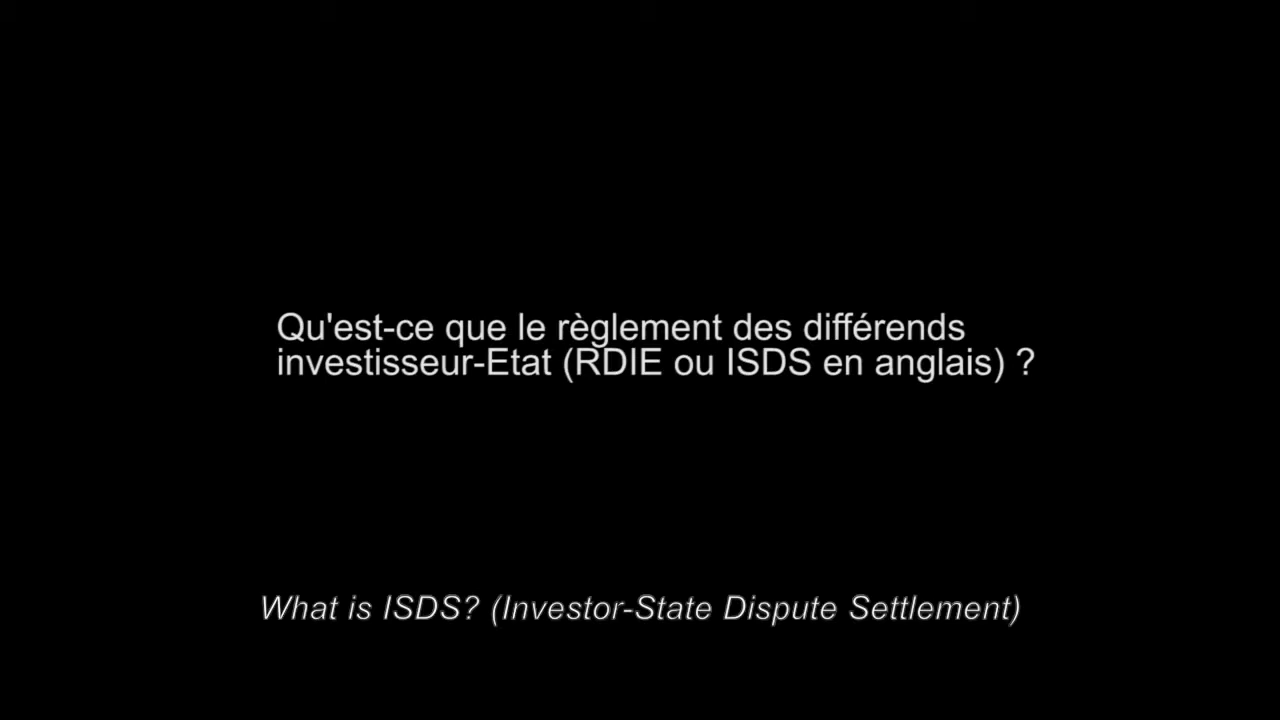 Qu'est-ce que le règlement des différends
investisseur-Etat (RDIE ou ISDS en anglais) ?
What is ISDS? (Investor-State Dispute Settlement)